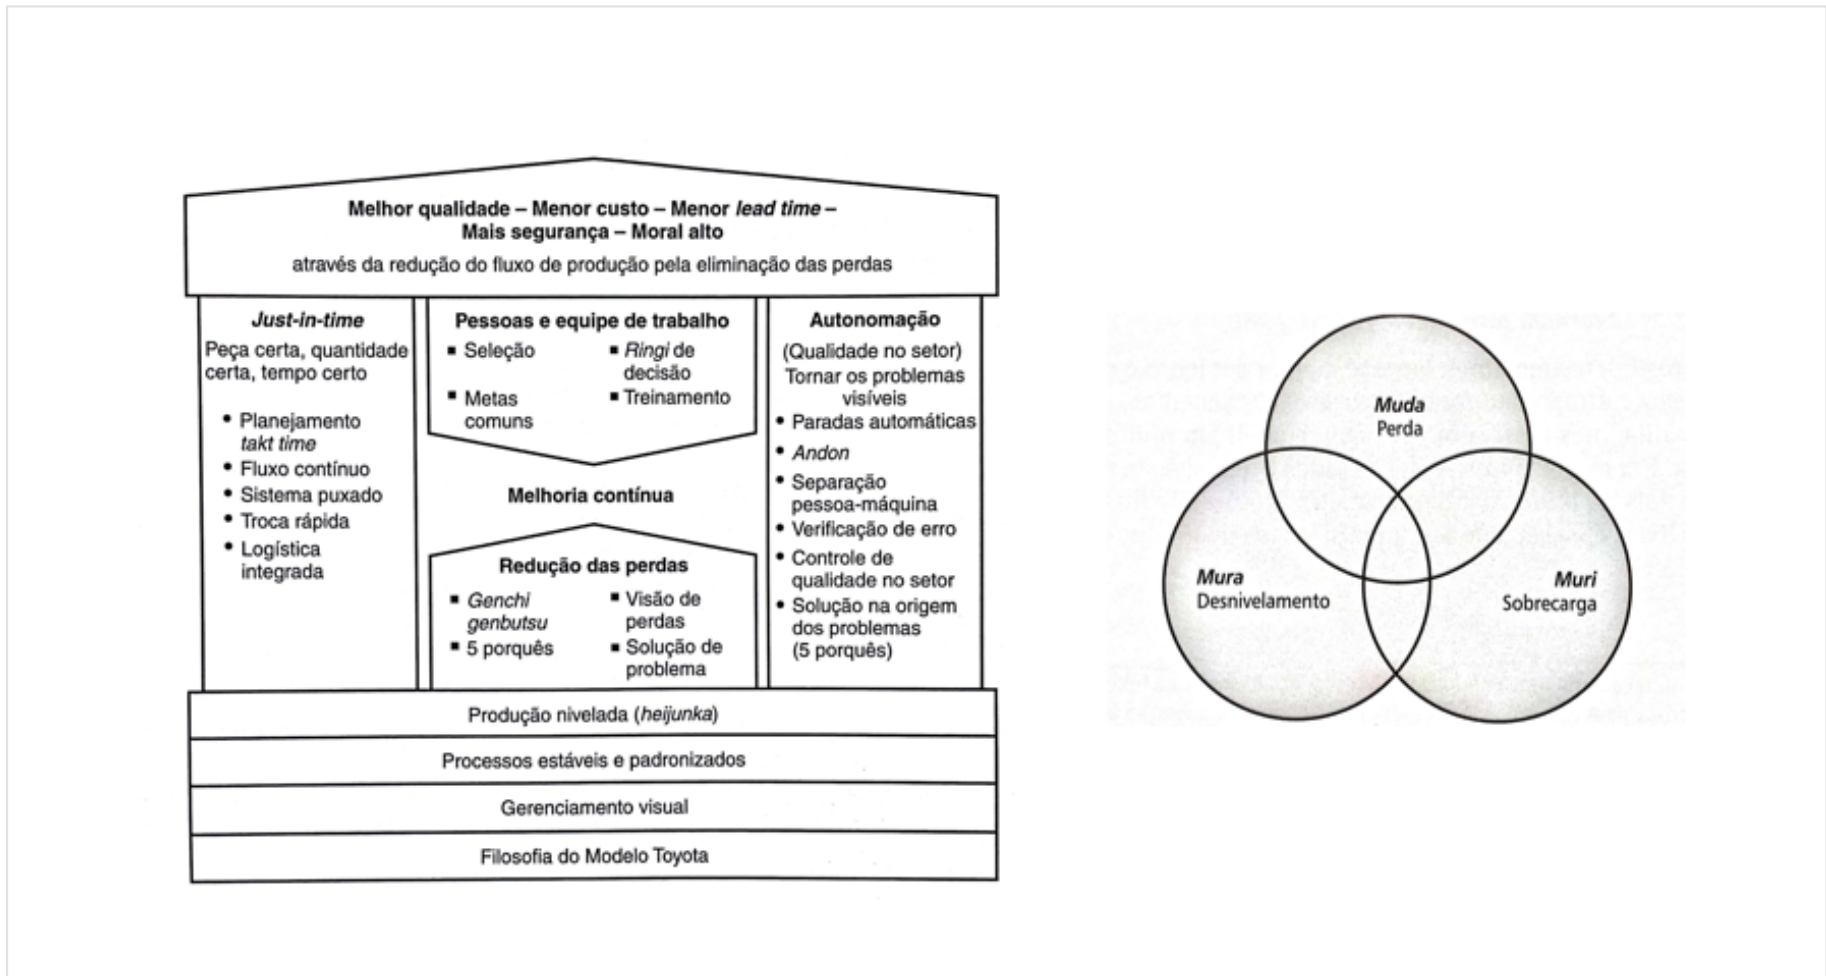 Melhor qualidade – Menor custo – Menor lead time –
Mais segurança – Moral alto
através da redução do fluxo de produção pela eliminação das perdas
Just-in-time
Peça certa, quantidade
certa, tempo certo
• Planejamento
takt time
• Fluxo contínuo
• Sistema puxado
• Troca rápida
• Logística
integrada
Pessoas e equipe de trabalho
▪ Seleção
▪ Metas
comuns
▪ Ringi de
decisão
▪ Treinamento
Melhoria contínua
Redução das perdas
▪ Genchi
genbutsu
▪ 5 porquês
▪ Visão de
perdas
▪ Solução de
problema
Autonomação
(Qualidade no setor)
Tornar os problemas
visíveis
• Paradas automáticas
• Andon
• Separação
pessoa-máquina
• Verificação de erro
• Controle de
qualidade no setor
• Solução na origem
dos problemas
(5 porquês)
Produção nivelada (heijunka)
Processos estáveis e padronizados
Gerenciamento visual
Filosofia do Modelo Toyota
Muda
Perda
Mura
Desnivelamento
Muri
Sobrecarga